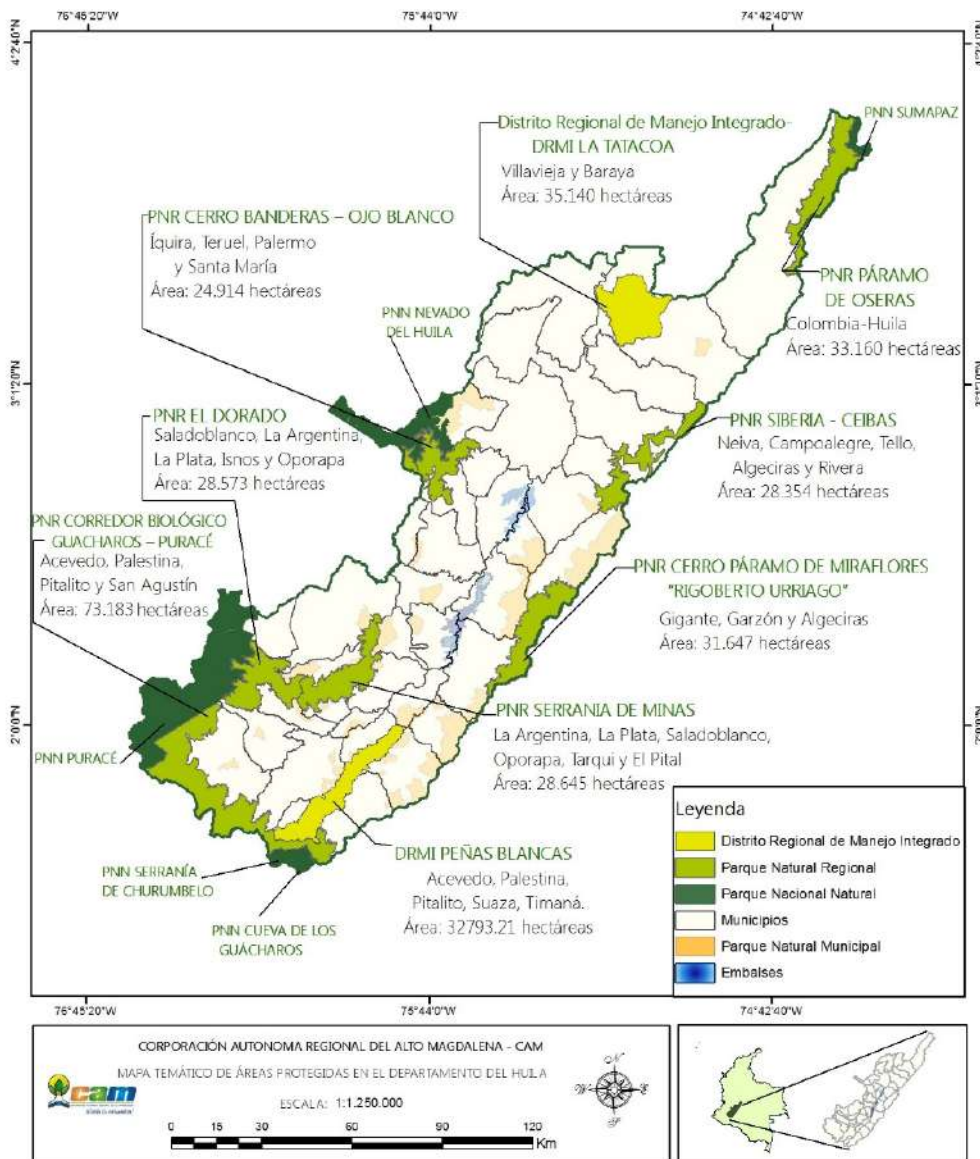 76°45'20"W
75°44'0"W
74°42'40"W
4°2'40"N
PNN SUMAPAZ
Distrito Regional de Manejo Integrado-
DRMI LA TATACOA
Villavieja y Baraya
Área: 35.140 hectáreas
PNR CERRO BANDERAS – OJO BLANCO
Íquira, Teruel, Palermo
y Santa María
Área: 24.914 hectáreas
PNN NEVADO
DEL HUILA
PNR PÁRAMO
DE OSERAS
Colombia-Huila
Área: 33.160 hectáreas
3°1'20"N
PNR EL DORADO
Saladoblanco, La Argentina,
La Plata, Isnos y Oporapa
Área: 28.573 hectáreas
PNR SIBERIA - CEIBAS
Neiva, Campoalegre, Tello,
Algeciras y Rivera
Área: 28.354 hectáreas
PNR CORREDOR BIOLÓGICO
GUACHAROS – PURACÉ
Acevedo, Palestina,
Pitalito y San Agustín
Área: 73.183 hectáreas
PNR CERRO PÁRAMO DE MIRAFLORES
"RIGOBERTO URRIAGO"
Gigante, Garzón y Algeciras
Área: 31.647 hectáreas
2°0'0"N
PNR SERRANIA DE MINAS
La Argentina, La Plata, Saladoblanco,
Oporapa, Tarqui y El Pital
Área: 28.645 hectáreas
PNN PURACÉ
PNN SERRANÍA
DE CHURUMBELO
PNN CUEVA DE LOS
GUÁCHAROS
DRMI PEÑAS BLANCAS
Acevedo, Palestina,
Pitalito, Suaza, Timaná.
Área: 32793.21 hectáreas
Leyenda
Distrito Regional de Manejo Integrado
Parque Natural Regional
Parque Nacional Natural
Municipios
Parque Natural Municipal
Embalses
76°45'20"W
75°44'0"W
74°42'40"W
CORPORACIÓN AUTONOMA REGIONAL DEL ALTO MAGDALENA - CAM
MAPA TEMÁTICO DE ÁREAS PROTEGIDAS EN EL DEPARTAMENTO DEL HUILA
ESCALA: 1:1.250.000
cam
N
W
E
S
0 15 30 60 90 120
Km